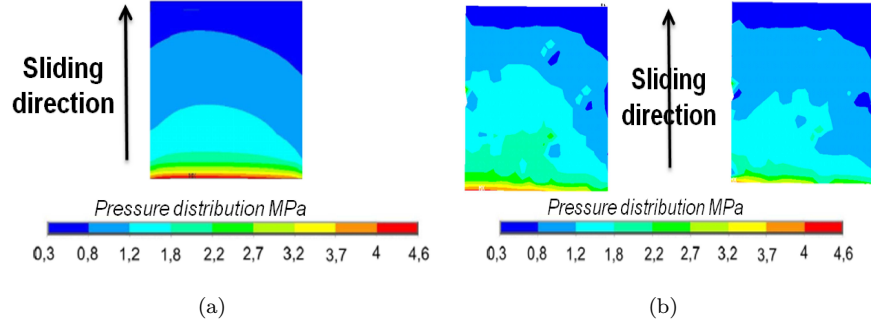 Sliding
direction
Pressure distribution MPa
0,3 0,8 1,2 1,8 2,2 2,7 3,2 3,7 4 4,6
(a)
Sliding
direction
Pressure distribution MPa
0,3 0,8 1,2 1,8 2,2 2,7 3,2 3,7 4 4,6
(b)